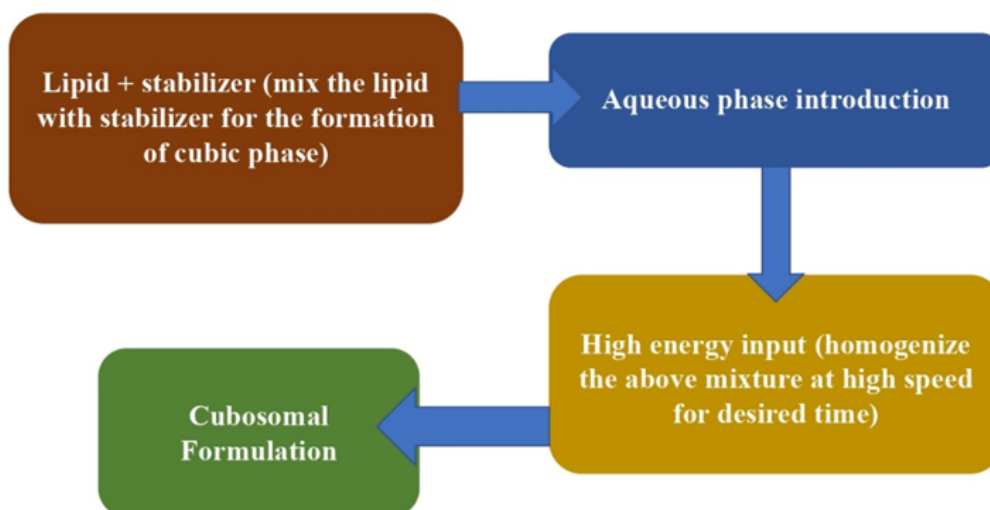 Lipid + stabilizer (mix the lipid
with stabilizer for the formation
of cubic phase)
Aqueous phase introduction
High energy input (homogenize
the above mixture at high speed
for desired time)
Cubosomal
Formulation